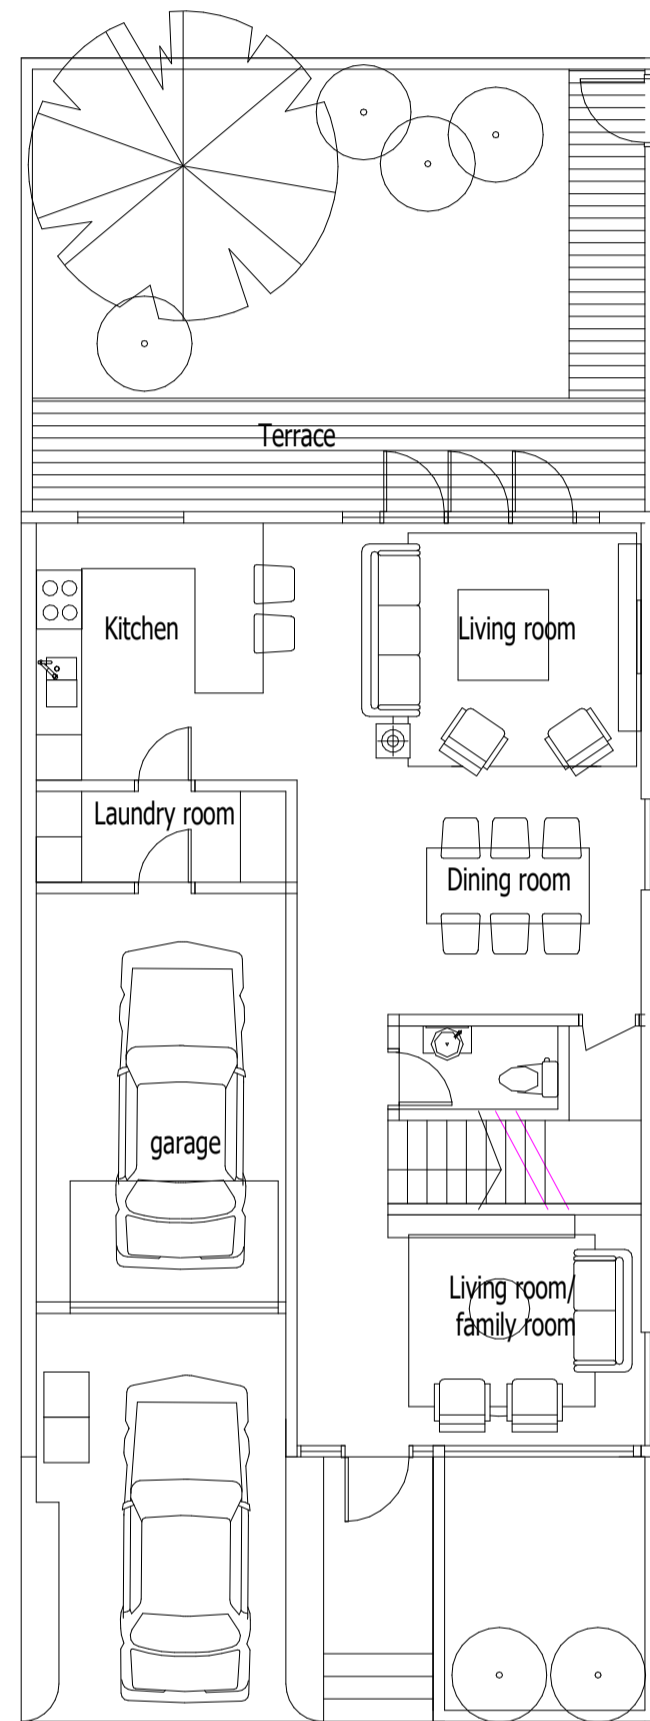 Terrace
Kitchen
Living room
Laundry room
Dining room
garage
Living room/
family room